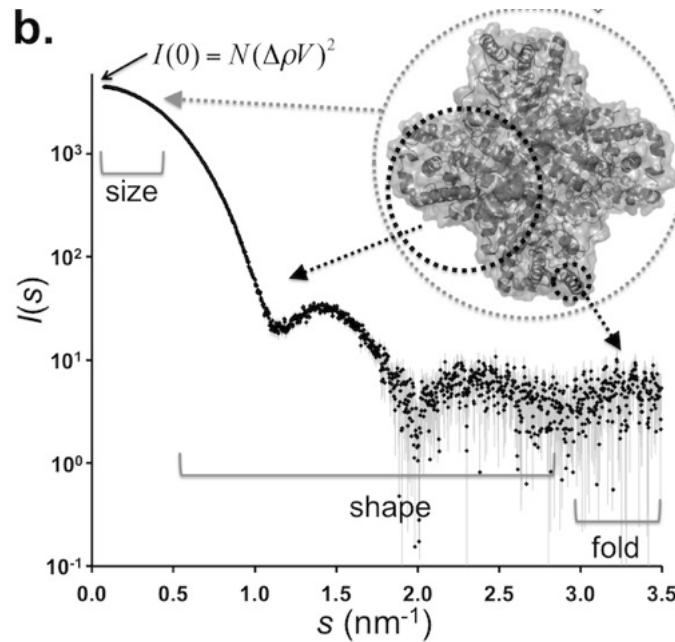 b.
I(0) = N(ΔρV)²
10³
10²
10¹
10⁰
10⁻¹
I(s)
size
shape
fold
0.0 0.5 1.0 1.5 2.0 2.5 3.0 3.5
s (nm⁻¹)